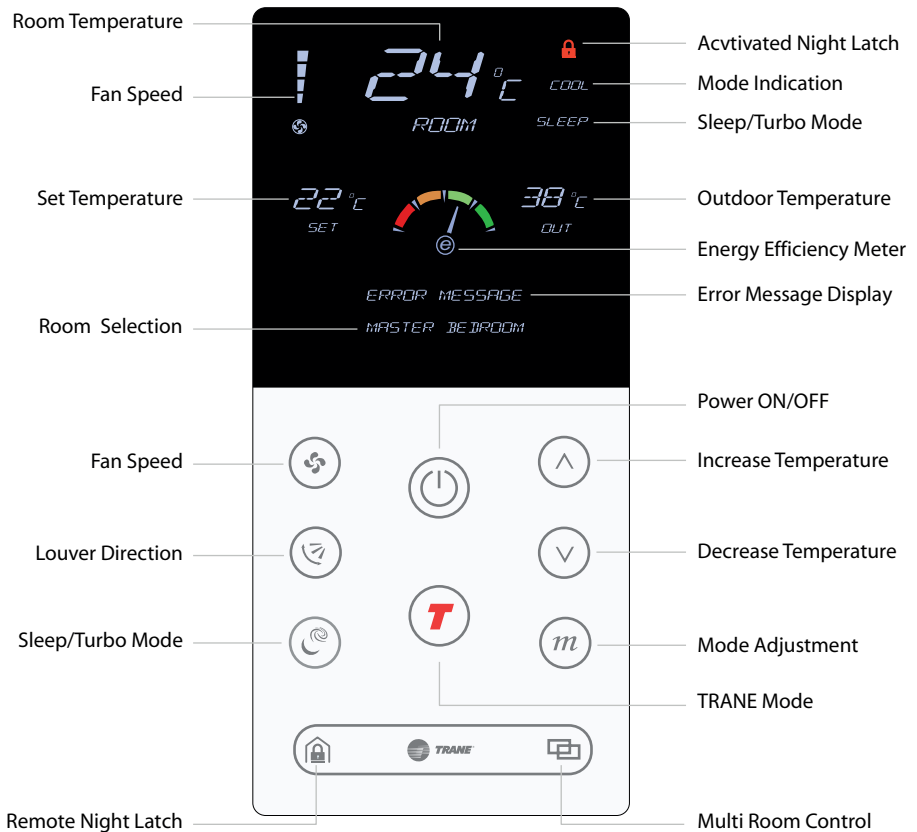 Room Temperature
Fan Speed
Set Temperature
Room Selection
24°C
ROOM
COOL
SLEEP
22°C
SET
38°C
OUT
e
ERROR MESSAGE
MASTER BEDROOM
Acvtivated Night Latch
Mode Indication
Sleep/Turbo Mode
Outdoor Temperature
Energy Efficiency Meter
Error Message Display
Power ON/OFF
Fan Speed
Increase Temperature
Louver Direction
Decrease Temperature
T
Sleep/Turbo Mode
m
Mode Adjustment
TRANE Mode
TRANE
Remote Night Latch
Multi Room Control